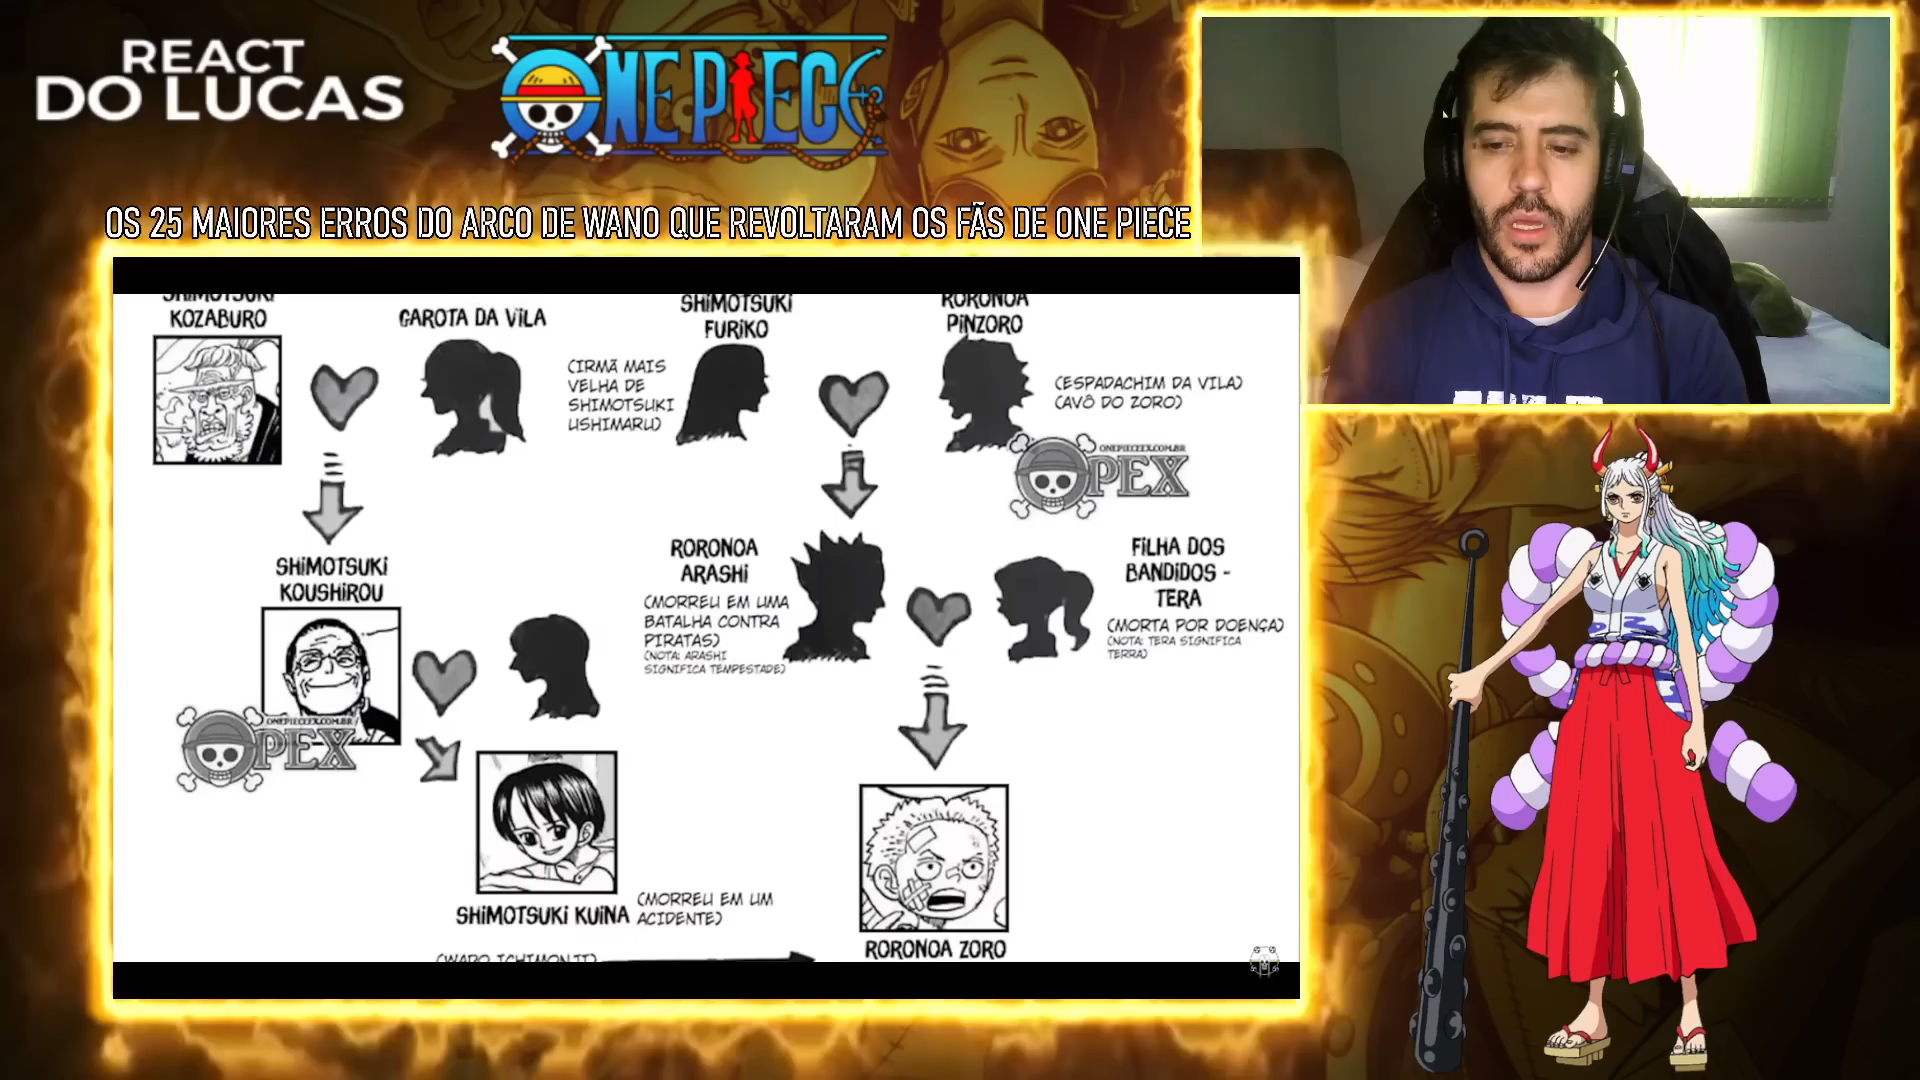 REACT
DO LUCAS
ONE PIECE
OS 25 MAIORES ERROS DO ARCO DE WANO QUE REVOLTARAM OS FÃS DE ONE PIECE
SHIMOTSUKI
KOZABURO
GAROTA DA VILA
SHIMOTSUKI
FURIKO
RORONOA
PINZORO
(IRMÃ MAIS
VELHA DE
SHIMOTSUKI
USHIMARU)
(ESPADACHIM DA VILA)
(AVÔ DO ZORO)
ONEPIECEEX.COM.BR
OPEX
SHIMOTSUKI
KOUSHIROU
RORONOA
ARASHI
(MORREU EM UMA
BATALHA CONTRA
PIRATAS)
(NOTA: ARASHI
SIGNIFICA TEMPESTADE)
FILHA DOS
BANDIDOS -
TERA
(MORTA POR DOENÇA)
(NOTA: TERA SIGNIFICA
TERRA)
ONEPIECEEX.COM.BR
OPEX
SHIMOTSUKI KUINA
(MORREU EM UM
ACIDENTE)
RORONOA ZORO
(WADO ICHIMONJI)